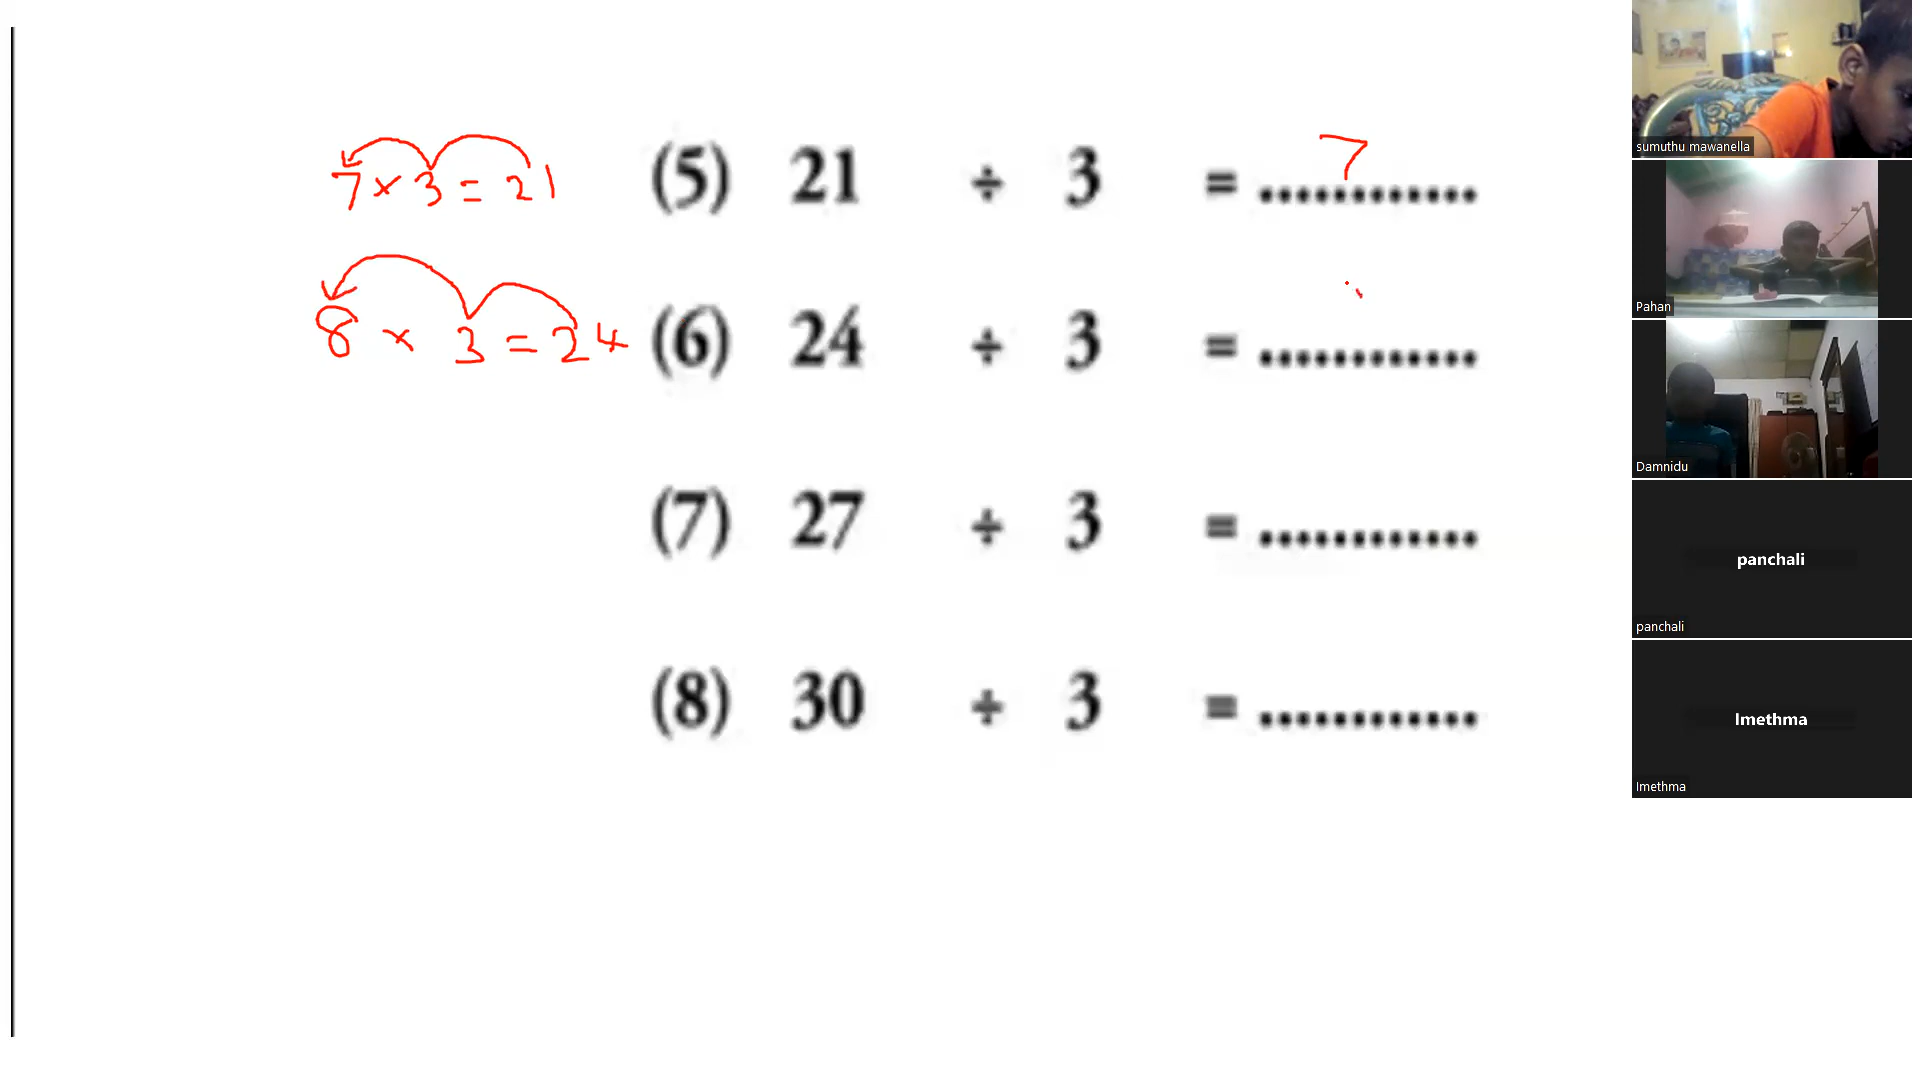 7 × 3 = 21 (5) 21 ÷ 3 = ............ 7
8 × 3 = 24 (6) 24 ÷ 3 = ............
(7) 27 ÷ 3 = ............
(8) 30 ÷ 3 = ............
sumuthu mawanella
Pahan
Damnidu
panchali
panchali
Imethma
Imethma